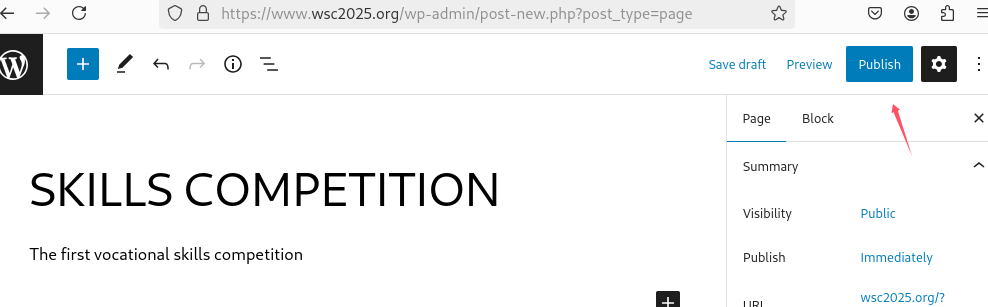 https://www.wsc2025.org/wp-admin/post-new.php?post_type=page
Save draft Preview Publish
Page Block
SKILLS COMPETITION
Summary
Visibility Public
The first vocational skills competition
Publish Immediately
URL wsc2025.org/?